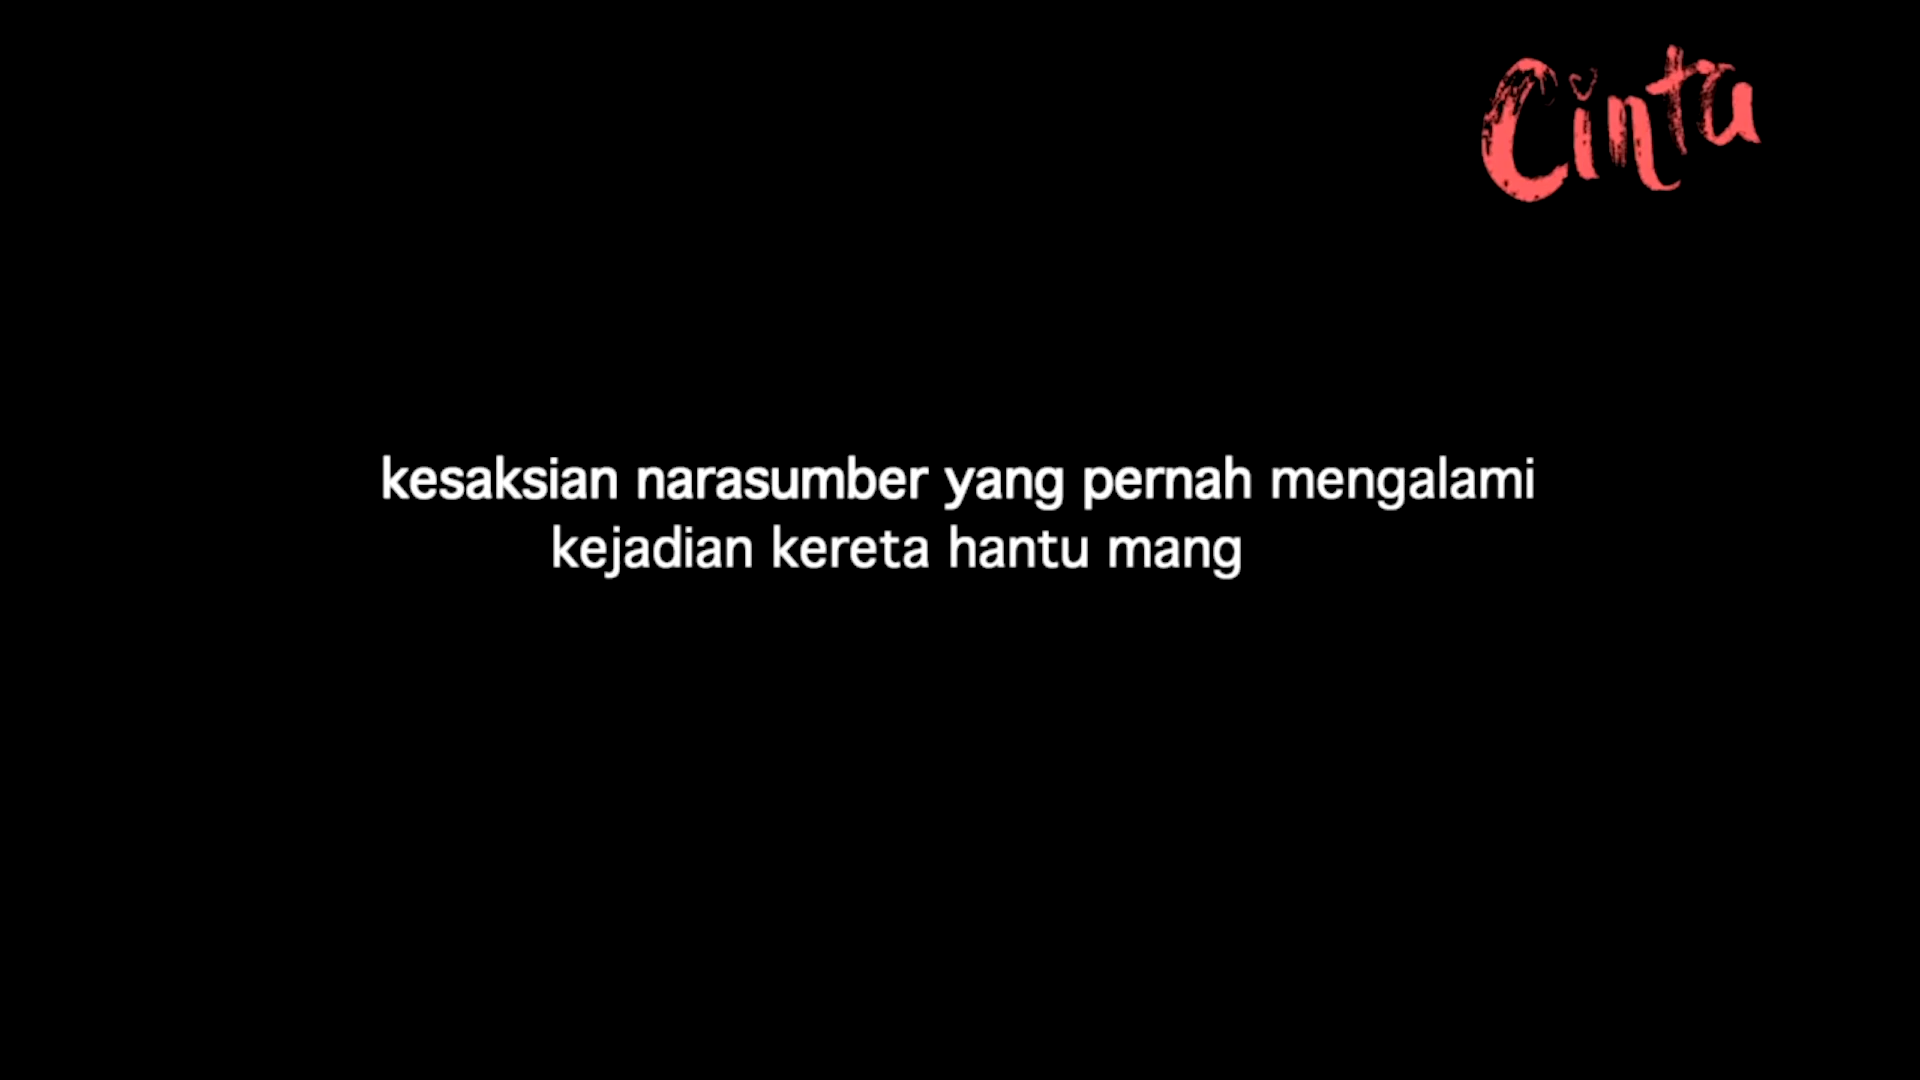 Cinta
kesaksian narasumber yang pernah mengalami
kejadian kereta hantu mang